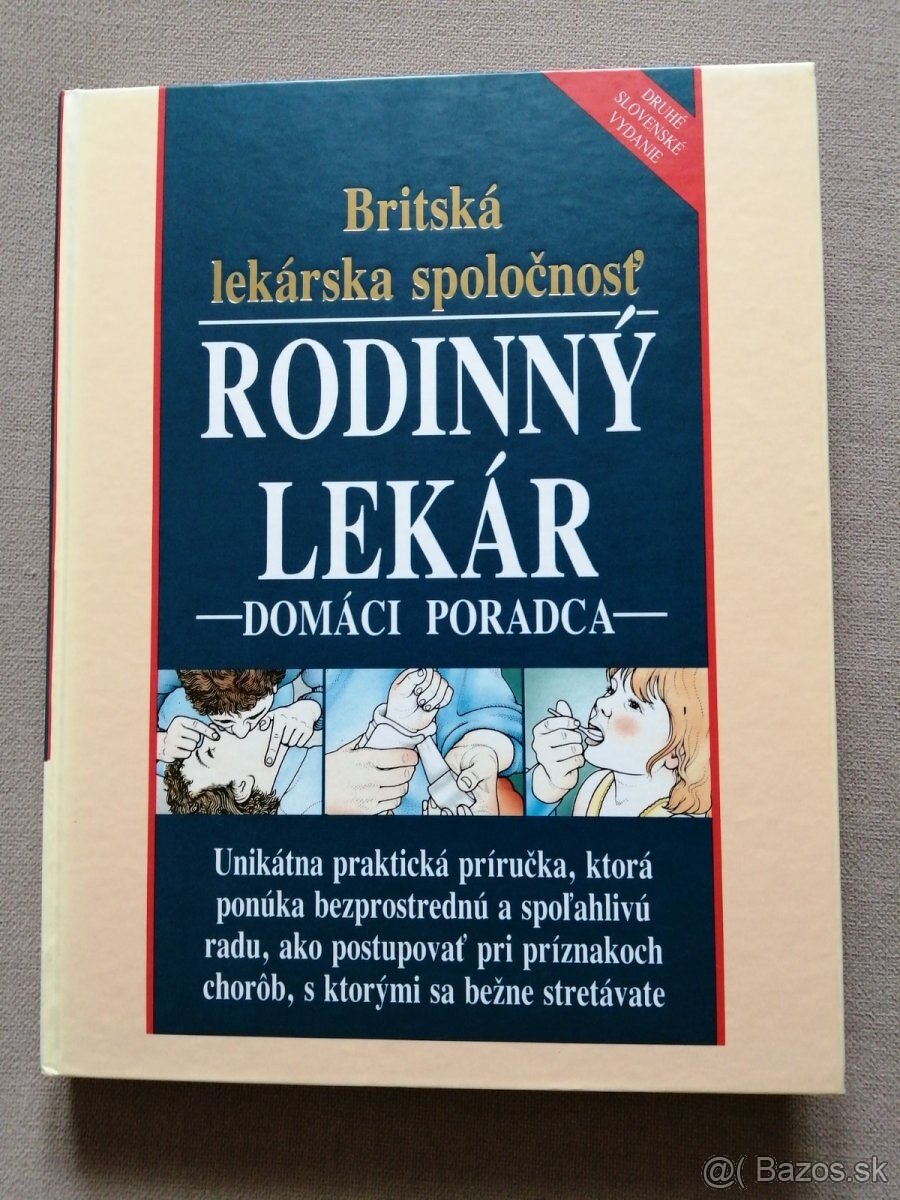 DRUHÉ
SLOVENSKÉ
VYDANIE
Britská
lekárska spoločnosť
RODINNÝ
LEKÁR
—DOMÁCI PORADCA—
Unikátna praktická príručka, ktorá
ponúka bezprostrednú a spoľahlivú
radu, ako postupovať pri príznakoch
chorôb, s ktorými sa bežne stretávate
@( Bazos.sk